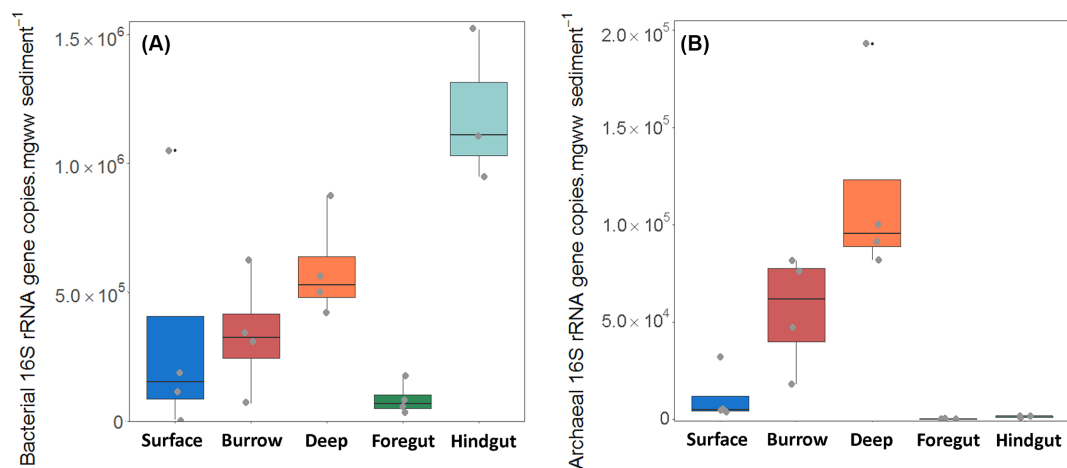 (A)
Bacterial 16S rRNA gene copies.mgww sediment⁻¹
1.5 × 10⁶
1.0 × 10⁶
5.0 × 10⁵
0
Surface Burrow Deep Foregut Hindgut
(B)
Archaeal 16S rRNA gene copies.mgww sediment⁻¹
2.0 × 10⁵
1.5 × 10⁵
1.0 × 10⁵
5.0 × 10⁴
0
Surface Burrow Deep Foregut Hindgut